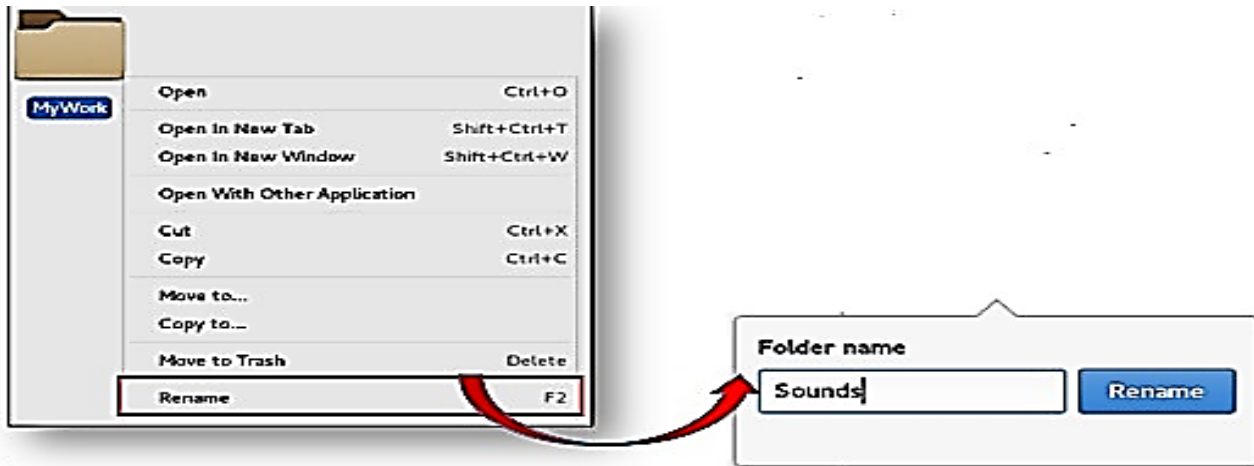 MyWork
Open Ctrl+O
Open In New Tab Shift+Ctrl+T
Open In New Window Shift+Ctrl+W
Open With Other Application
Cut Ctrl+X
Copy Ctrl+C
Move to...
Copy to...
Move to Trash Delete
Rename F2
Folder name
Sounds
Rename